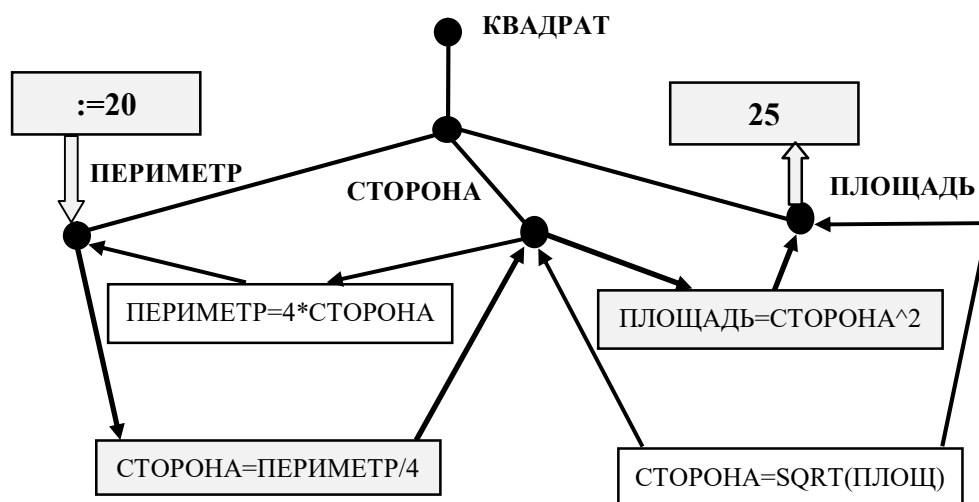 КВАДРАТ
:=20
25
ПЕРИМЕТР
СТОРОНА
ПЛОЩАДЬ
ПЕРИМЕТР=4*СТОРОНА
ПЛОЩАДЬ=СТОРОНА^2
СТОРОНА=ПЕРИМЕТР/4
СТОРОНА=SQRT(ПЛОЩ)